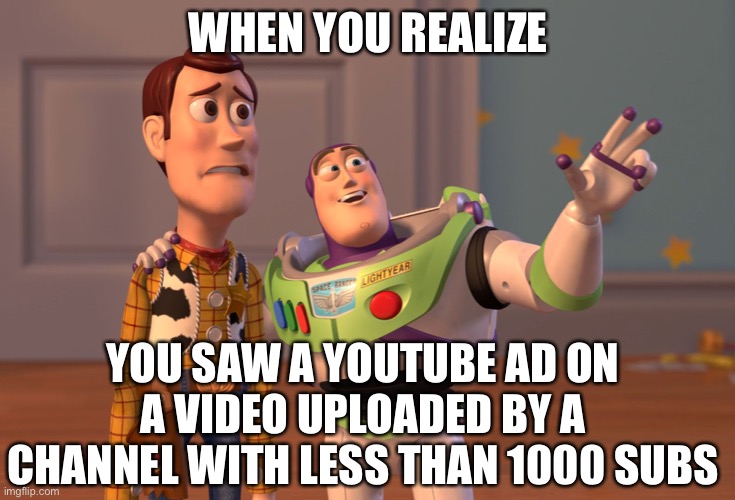 WHEN YOU REALIZE
SPACE RANGER
LIGHTYEAR
YOU SAW A YOUTUBE AD ON
A VIDEO UPLOADED BY A
CHANNEL WITH LESS THAN 1000 SUBS
imgflip.com